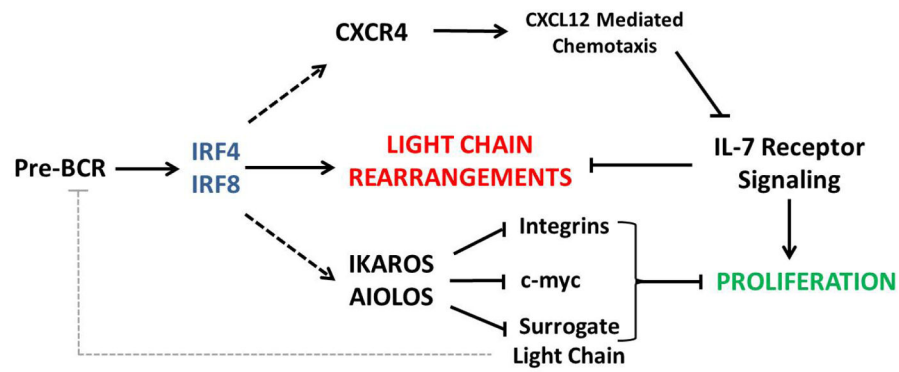 CXCR4
CXCL12 Mediated
Chemotaxis
Pre-BCR
IRF4
IRF8
LIGHT CHAIN
REARRANGEMENTS
IL-7 Receptor
Signaling
IKAROS
AIOLOS
Integrins
c-myc
Surrogate
Light Chain
PROLIFERATION